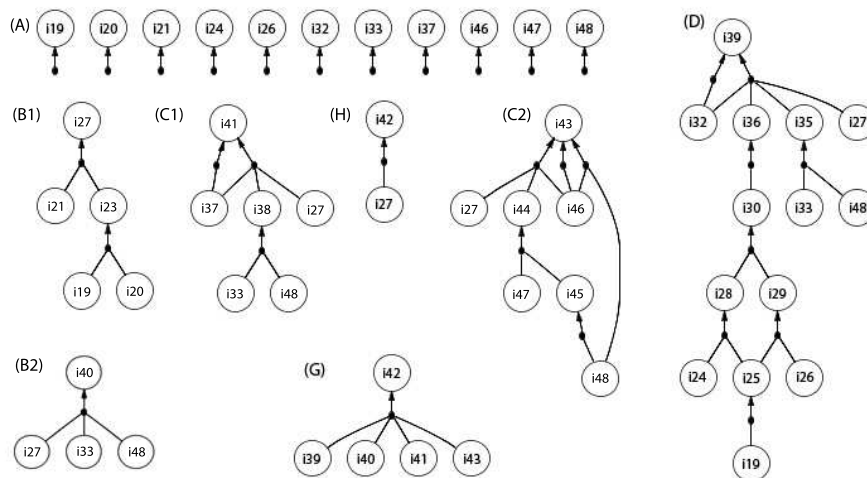 (A) i19 i20 i21 i24 i26 i32 i33 i37 i46 i47 i48
(D)
i39
i32 i36 i35 i27
i30 i33 i48
i28 i29
i24 i25 i26
i19
(B1)
i27
i21 i23
i19 i20
(C1)
i41
i37 i38 i27
i33 i48
(H)
i42
i27
(C2)
i43
i27 i44 i46
i47 i45
i48
(B2)
i40
i27 i33 i48
(G)
i42
i39 i40 i41 i43